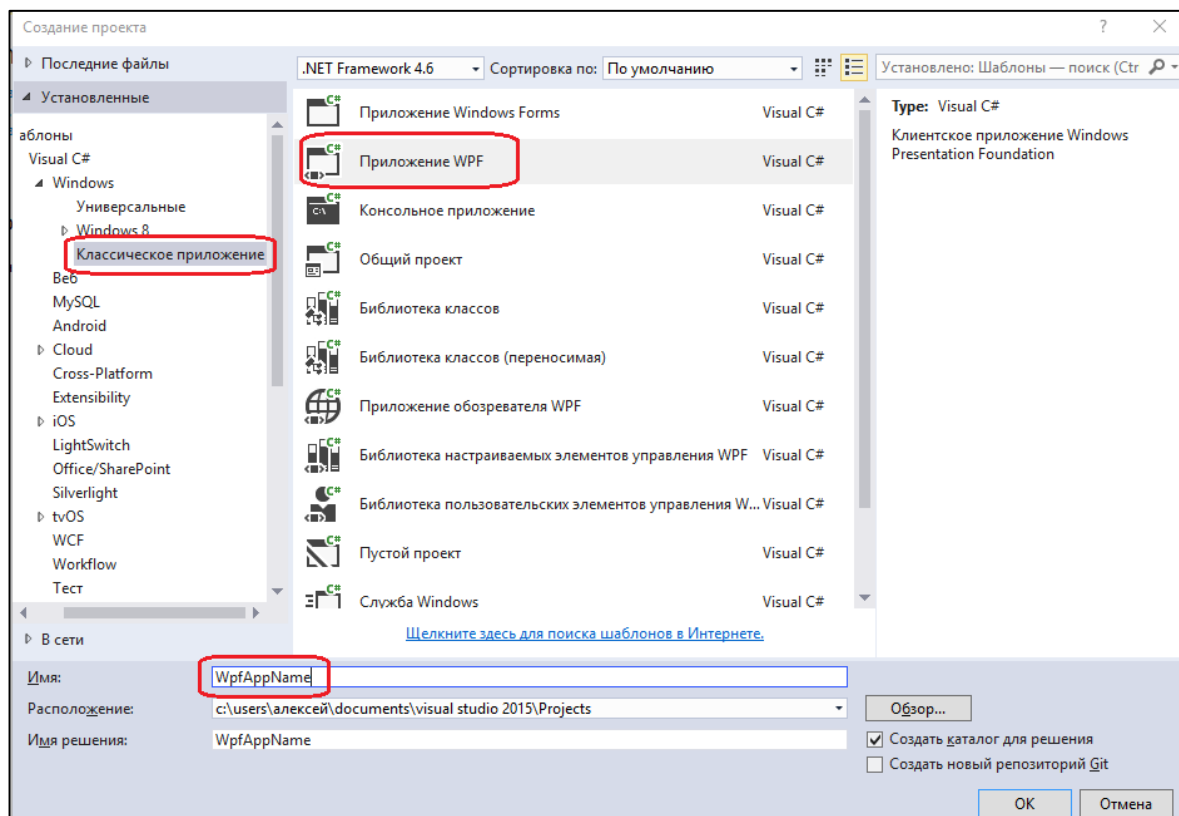 Создание проекта
?
Последние файлы
.NET Framework 4.6
Сортировка по:
По умолчанию
Установлено: Шаблоны — поиск (Ctr
Установленные
аблоны
Visual C#
Windows
Универсальные
Windows 8
Классическое приложение
Веб
MySQL
Android
Cloud
Cross-Platform
Extensibility
iOS
LightSwitch
Office/SharePoint
Silverlight
tvOS
WCF
Workflow
Тест
В сети
C# Приложение Windows Forms Visual C#
C# Приложение WPF Visual C#
C# Консольное приложение Visual C#
C# Общий проект Visual C#
C# Библиотека классов Visual C#
C# Библиотека классов (переносимая) Visual C#
C# Приложение обозревателя WPF Visual C#
C# Библиотека настраиваемых элементов управления WPF Visual C#
C# Библиотека пользовательских элементов управления W... Visual C#
C# Пустой проект Visual C#
C# Служба Windows Visual C#
Щелкните здесь для поиска шаблонов в Интернете.
Type: Visual C#
Клиентское приложение Windows
Presentation Foundation
Имя: WpfAppName
Расположение: c:\users\алексей\documents\visual studio 2015\Projects
Обзор...
Имя решения: WpfAppName
Создать каталог для решения
Создать новый репозиторий Git
OK
Отмена